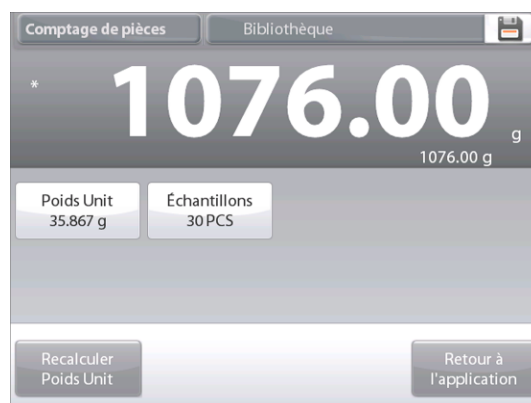 Comptage de pièces Bibliothèque
* 1076.00 g
1076.00 g
Poids Unit
35.867 g
Échantillons
30 PCS
Recalculer
Poids Unit
Retour à
l'application